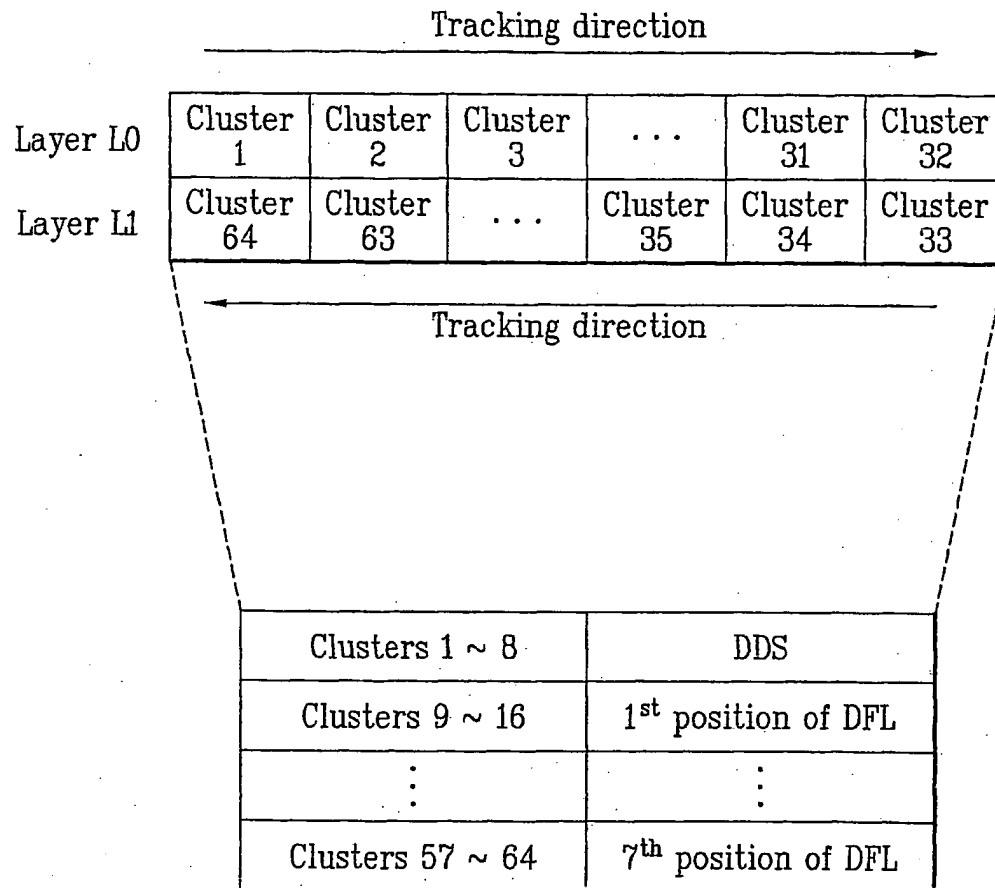 Tracking direction
Layer L0
Cluster 1
Cluster 2
Cluster 3
...
Cluster 31
Cluster 32
Layer L1
Cluster 64
Cluster 63
...
Cluster 35
Cluster 34
Cluster 33
Tracking direction
Clusters 1 ~ 8
DDS
Clusters 9 ~ 16
1st position of DFL
⋮
⋮
Clusters 57 ~ 64
7th position of DFL